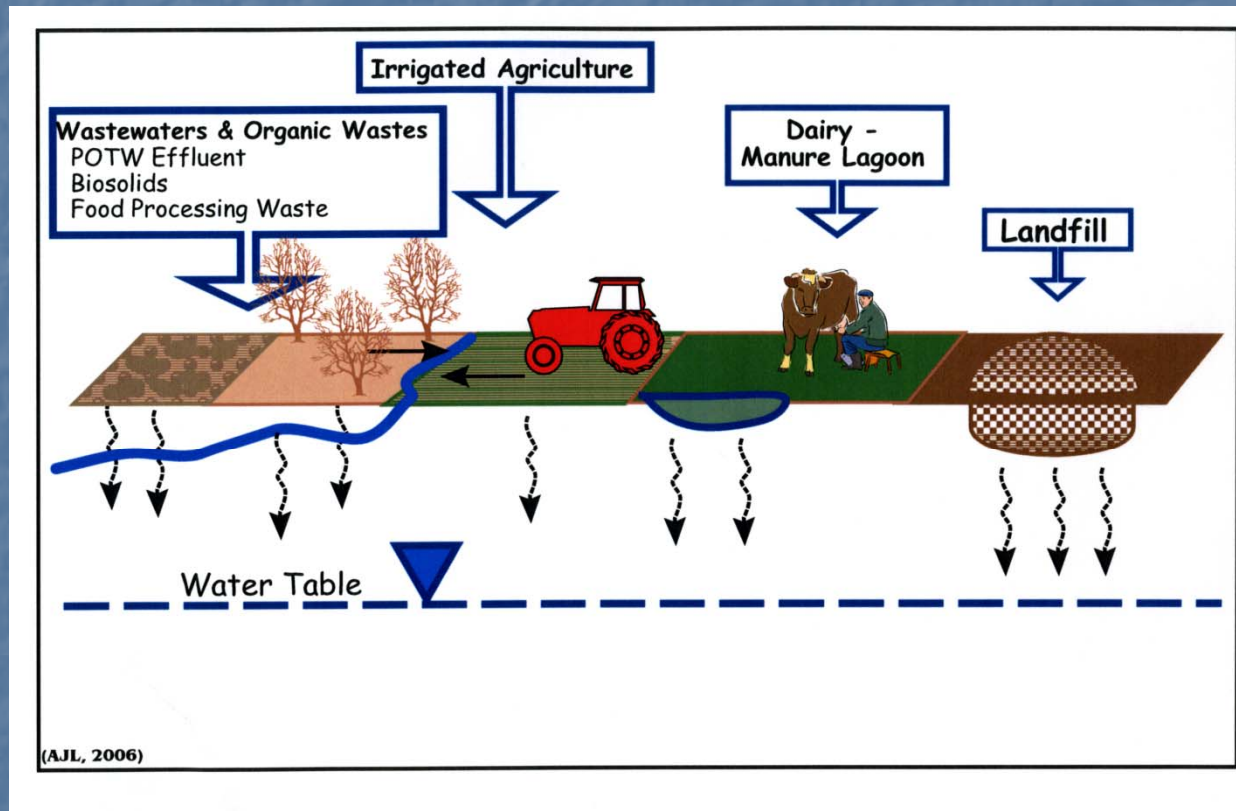 Irrigated Agriculture
Wastewaters & Organic Wastes
POTW Effluent
Biosolids
Food Processing Waste
Dairy -
Manure Lagoon
Landfill
Water Table
(AJL, 2006)